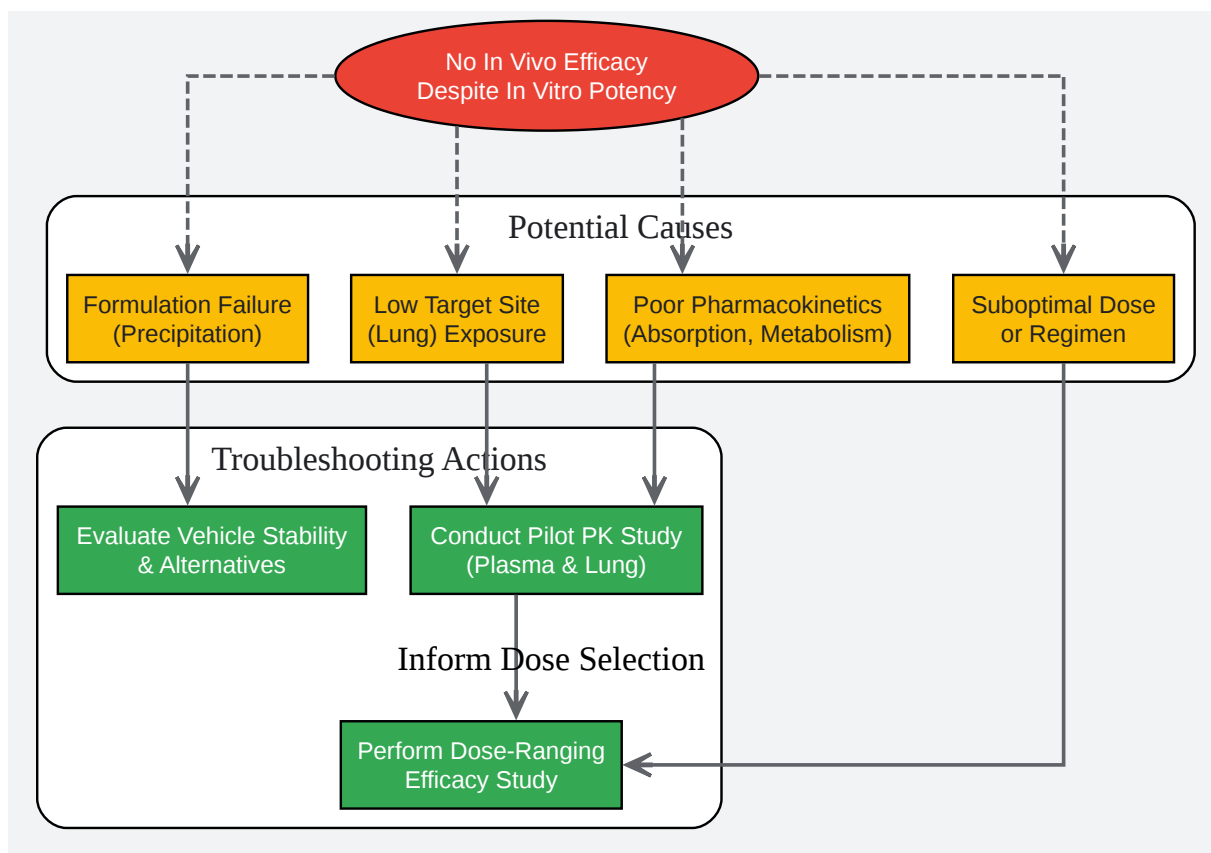 No In Vivo Efficacy
Despite In Vitro Potency
Potential Causes
Formulation Failure
(Precipitation)
Low Target Site
(Lung) Exposure
Poor Pharmacokinetics
(Absorption, Metabolism)
Suboptimal Dose
or Regimen
Troubleshooting Actions
Evaluate Vehicle Stability
& Alternatives
Conduct Pilot PK Study
(Plasma & Lung)
Inform Dose Selection
Perform Dose-Ranging
Efficacy Study